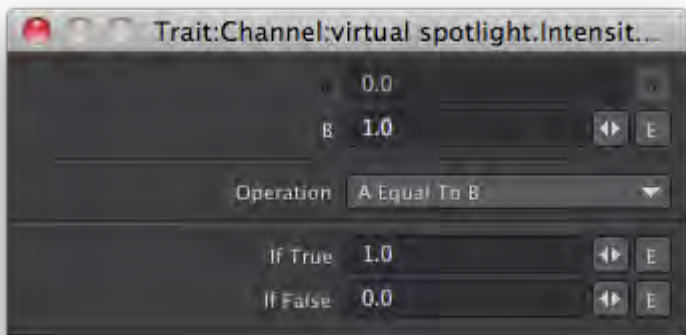 Trait:Channel:virtual spotlight.Intensit...
0.0
B 1.0 E
Operation A Equal To B
If True 1.0 E
If False 0.0 E